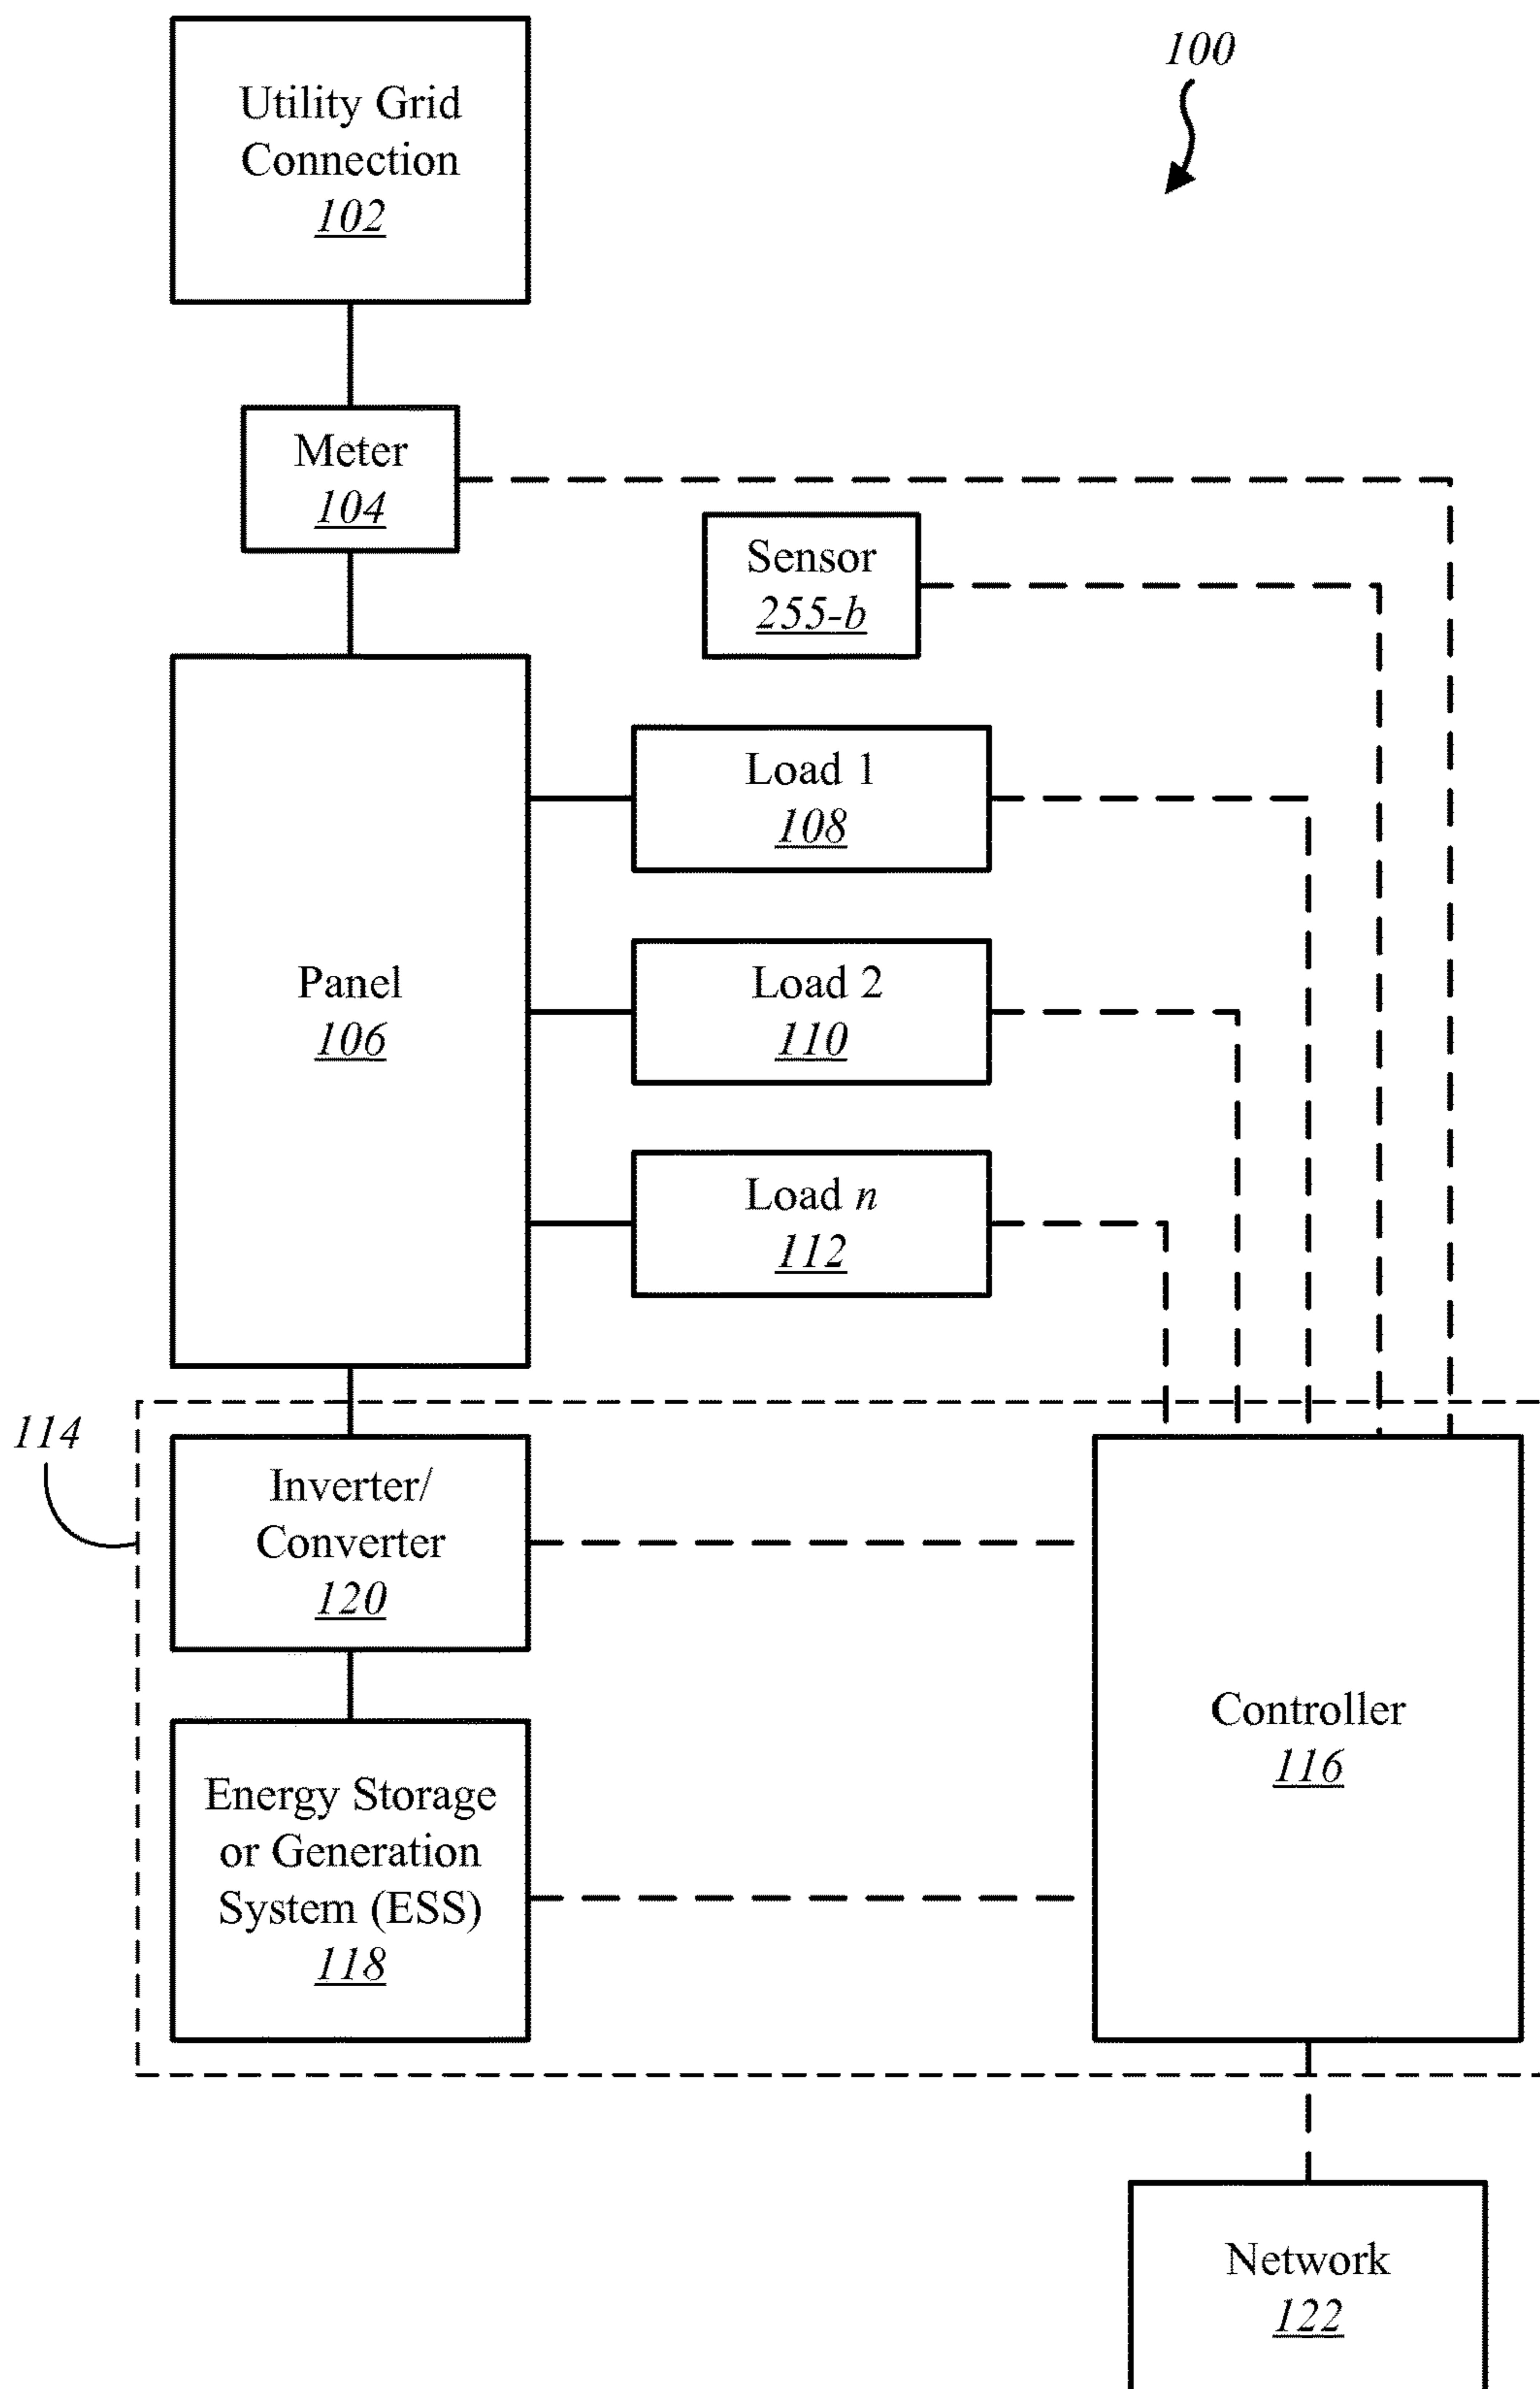 100
Utility Grid
Connection
102
Meter
104
Sensor
255-b
Load 1
108
Panel
106
Load 2
110
Load n
112
114
Inverter/
Converter
120
Controller
116
Energy Storage
or Generation
System (ESS)
118
Network
122